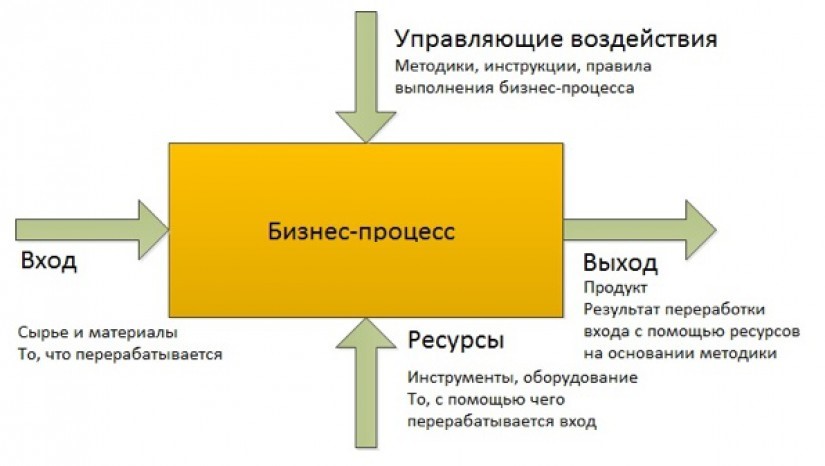 Управляющие воздействия
Методики, инструкции, правила
выполнения бизнес-процесса
Бизнес-процесс
Вход
Сырье и материалы
То, что перерабатывается
Выход
Продукт
Результат переработки
входа с помощью ресурсов
на основании методики
Ресурсы
Инструменты, оборудование
То, с помощью чего
перерабатывается вход